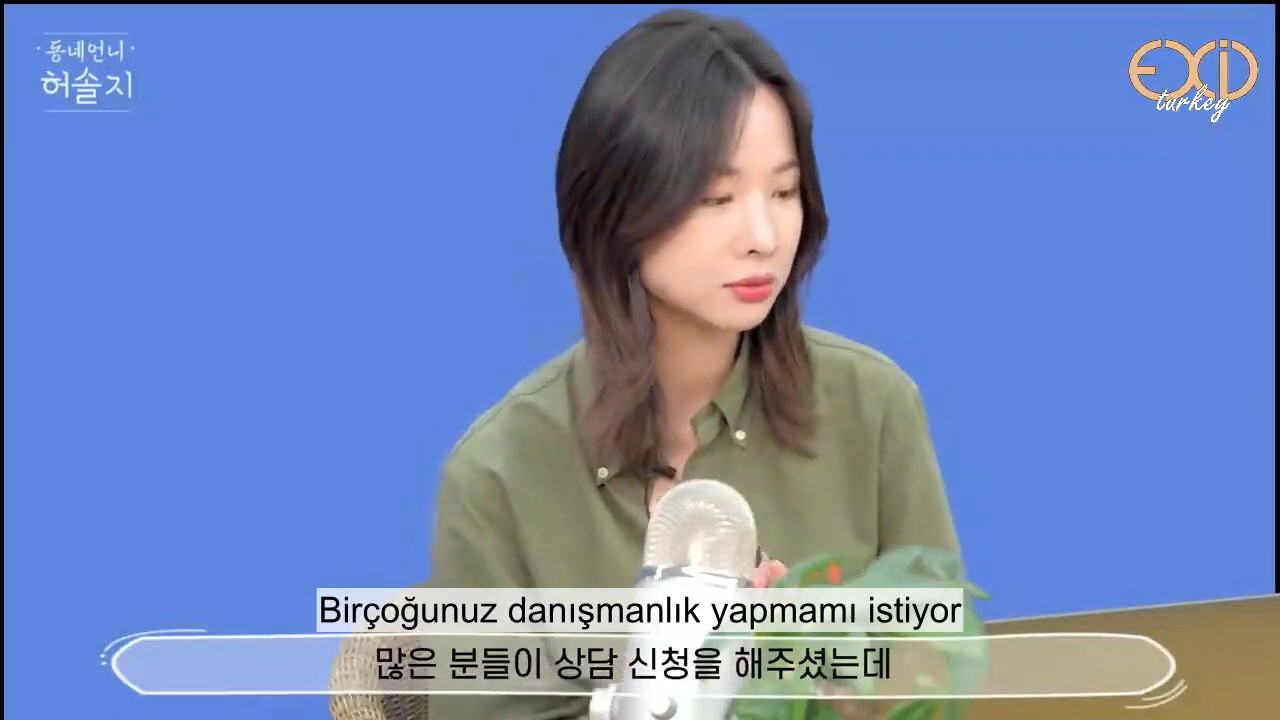 ·동네언니·
허솔지
EXID
turkey
Birçoğunuz danışmanlık yapmamı istiyor
많은 분들이 상담 신청을 해주셨는데